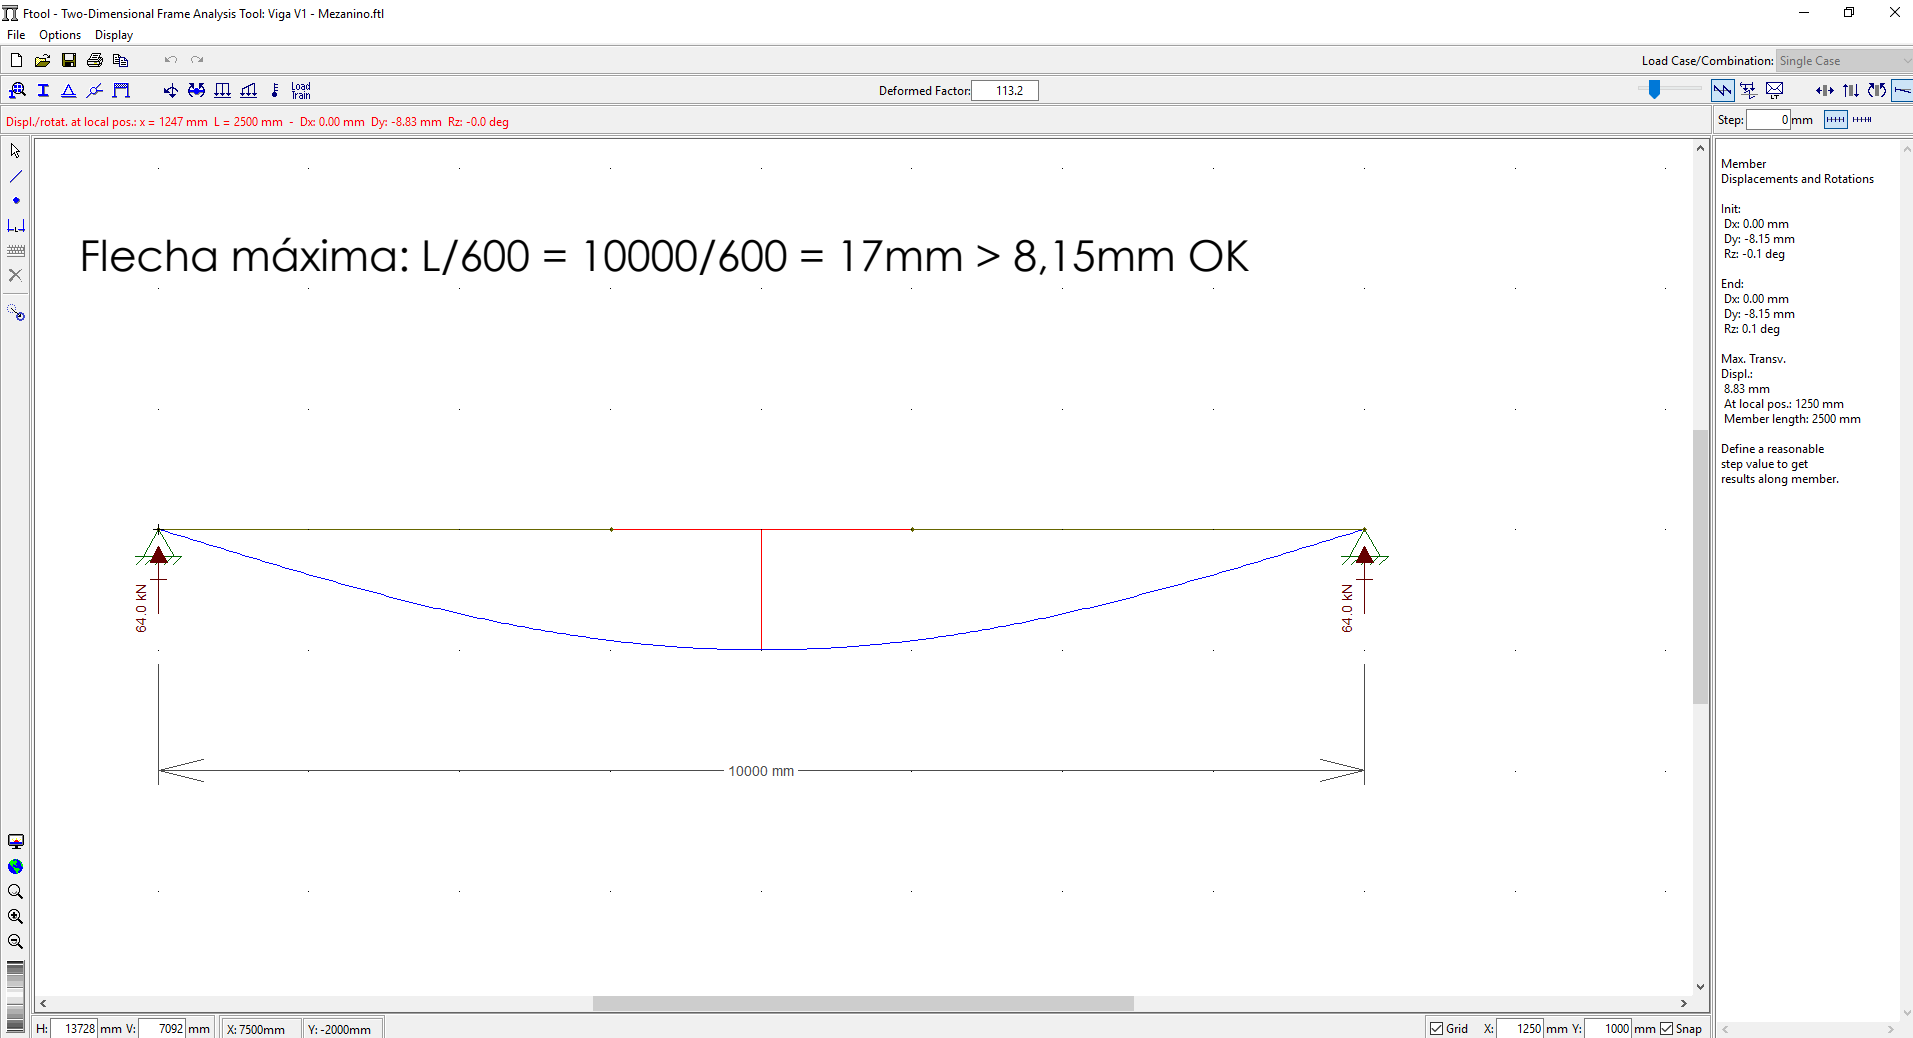 Ftool - Two-Dimensional Frame Analysis Tool: Viga V1 - Mezanino.ftl
File Options Display
Load Case/Combination: Single Case
Load Train
Deformed Factor: 113.2
Displ./rotat. at local pos.: x = 1247 mm L = 2500 mm - Dx: 0.00 mm Dy: -8.83 mm Rz: -0.0 deg
Step: 0 mm
Flecha máxima: L/600 = 10000/600 = 17mm > 8,15mm OK
64.0 kN
64.0 kN
10000 mm
Member
Displacements and Rotations
Init:
Dx: 0.00 mm
Dy: -8.15 mm
Rz: -0.1 deg
End:
Dx: 0.00 mm
Dy: -8.15 mm
Rz: 0.1 deg
Max. Transv.
Displ.:
8.83 mm
At local pos.: 1250 mm
Member length: 2500 mm
Define a reasonable
step value to get
results along member.
H: 13728 mm V: 7092 mm X: 7500mm Y: -2000mm
Grid X: 1250 mm Y: 1000 mm Snap